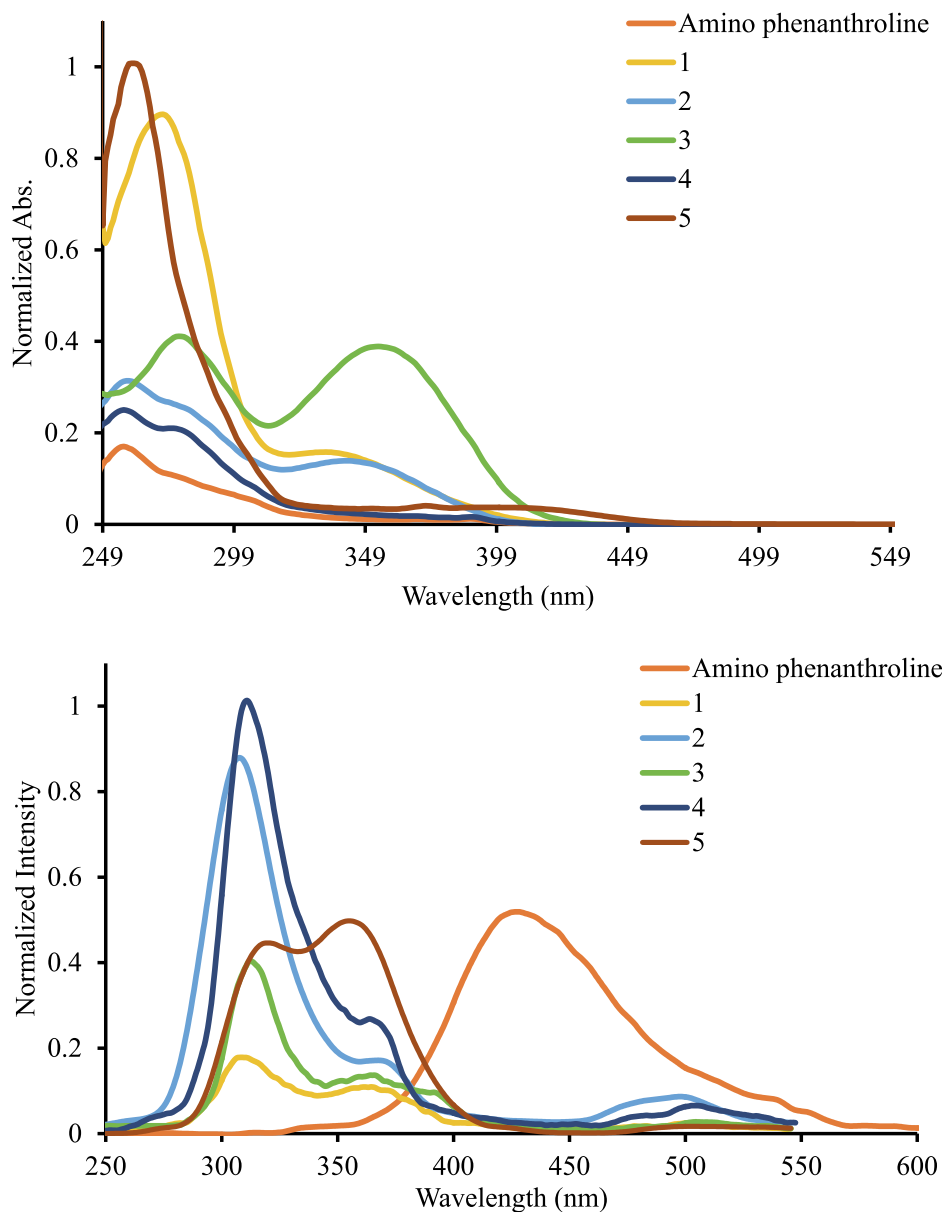 Amino phenanthroline
1
2
3
4
5
1
0.8
0.6
0.4
0.2
0
Normalized Abs.
249 299 349 399 449 499 549
Wavelength (nm)
Amino phenanthroline
1
2
3
4
5
1
0.8
0.6
0.4
0.2
0
Normalized Intensity
250 300 350 400 450 500 550 600
Wavelength (nm)